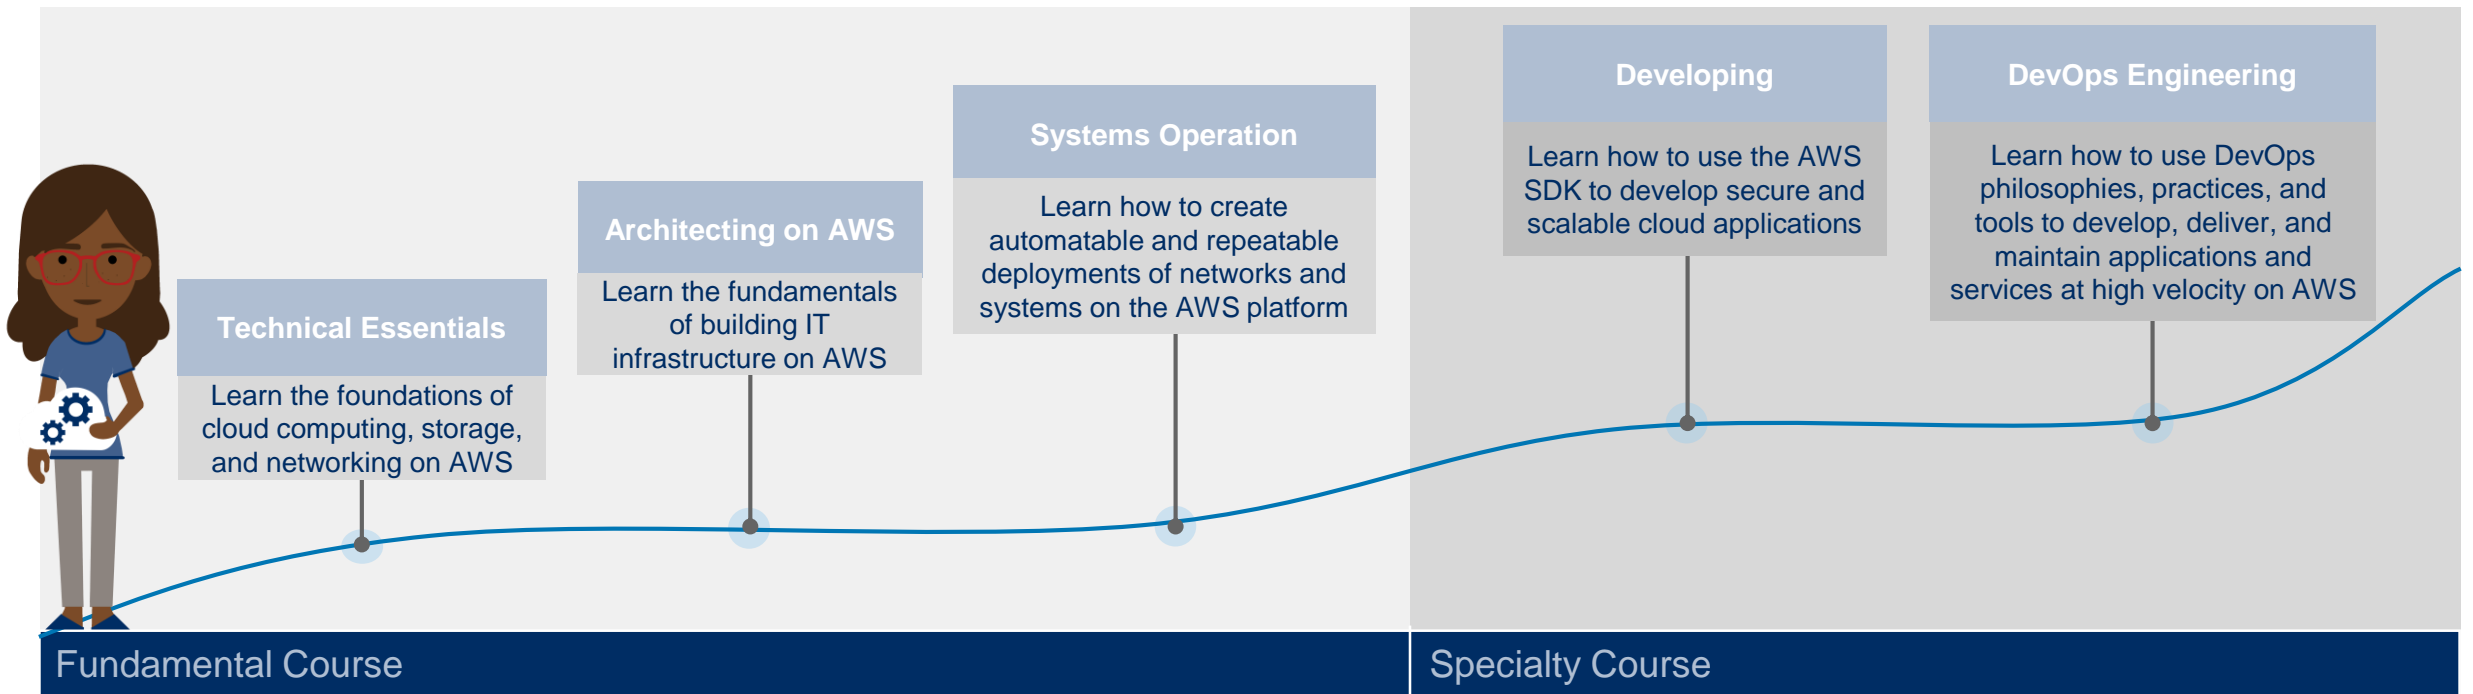 Technical Essentials
Learn the foundations of
cloud computing, storage,
and networking on AWS
Architecting on AWS
Learn the fundamentals
of building IT
infrastructure on AWS
Systems Operation
Learn how to create
automatable and repeatable
deployments of networks and
systems on the AWS platform
Developing
Learn how to use the AWS
SDK to develop secure and
scalable cloud applications
DevOps Engineering
Learn how to use DevOps
philosophies, practices, and
tools to develop, deliver, and
maintain applications and
services at high velocity on AWS
Fundamental Course
Specialty Course